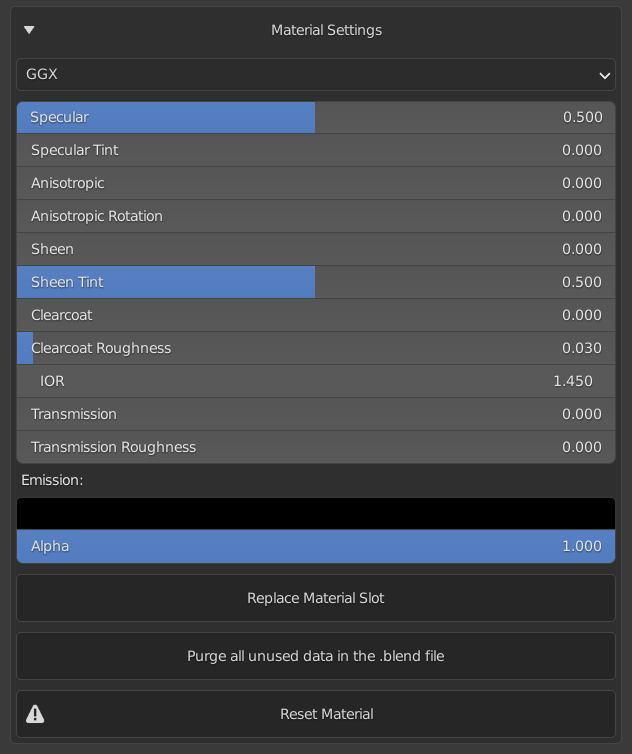 Material Settings
GGX
Specular 0.500
Specular Tint 0.000
Anisotropic 0.000
Anisotropic Rotation 0.000
Sheen 0.000
Sheen Tint 0.500
Clearcoat 0.000
Clearcoat Roughness 0.030
IOR 1.450
Transmission 0.000
Transmission Roughness 0.000
Emission:
Alpha 1.000
Replace Material Slot
Purge all unused data in the .blend file
Reset Material